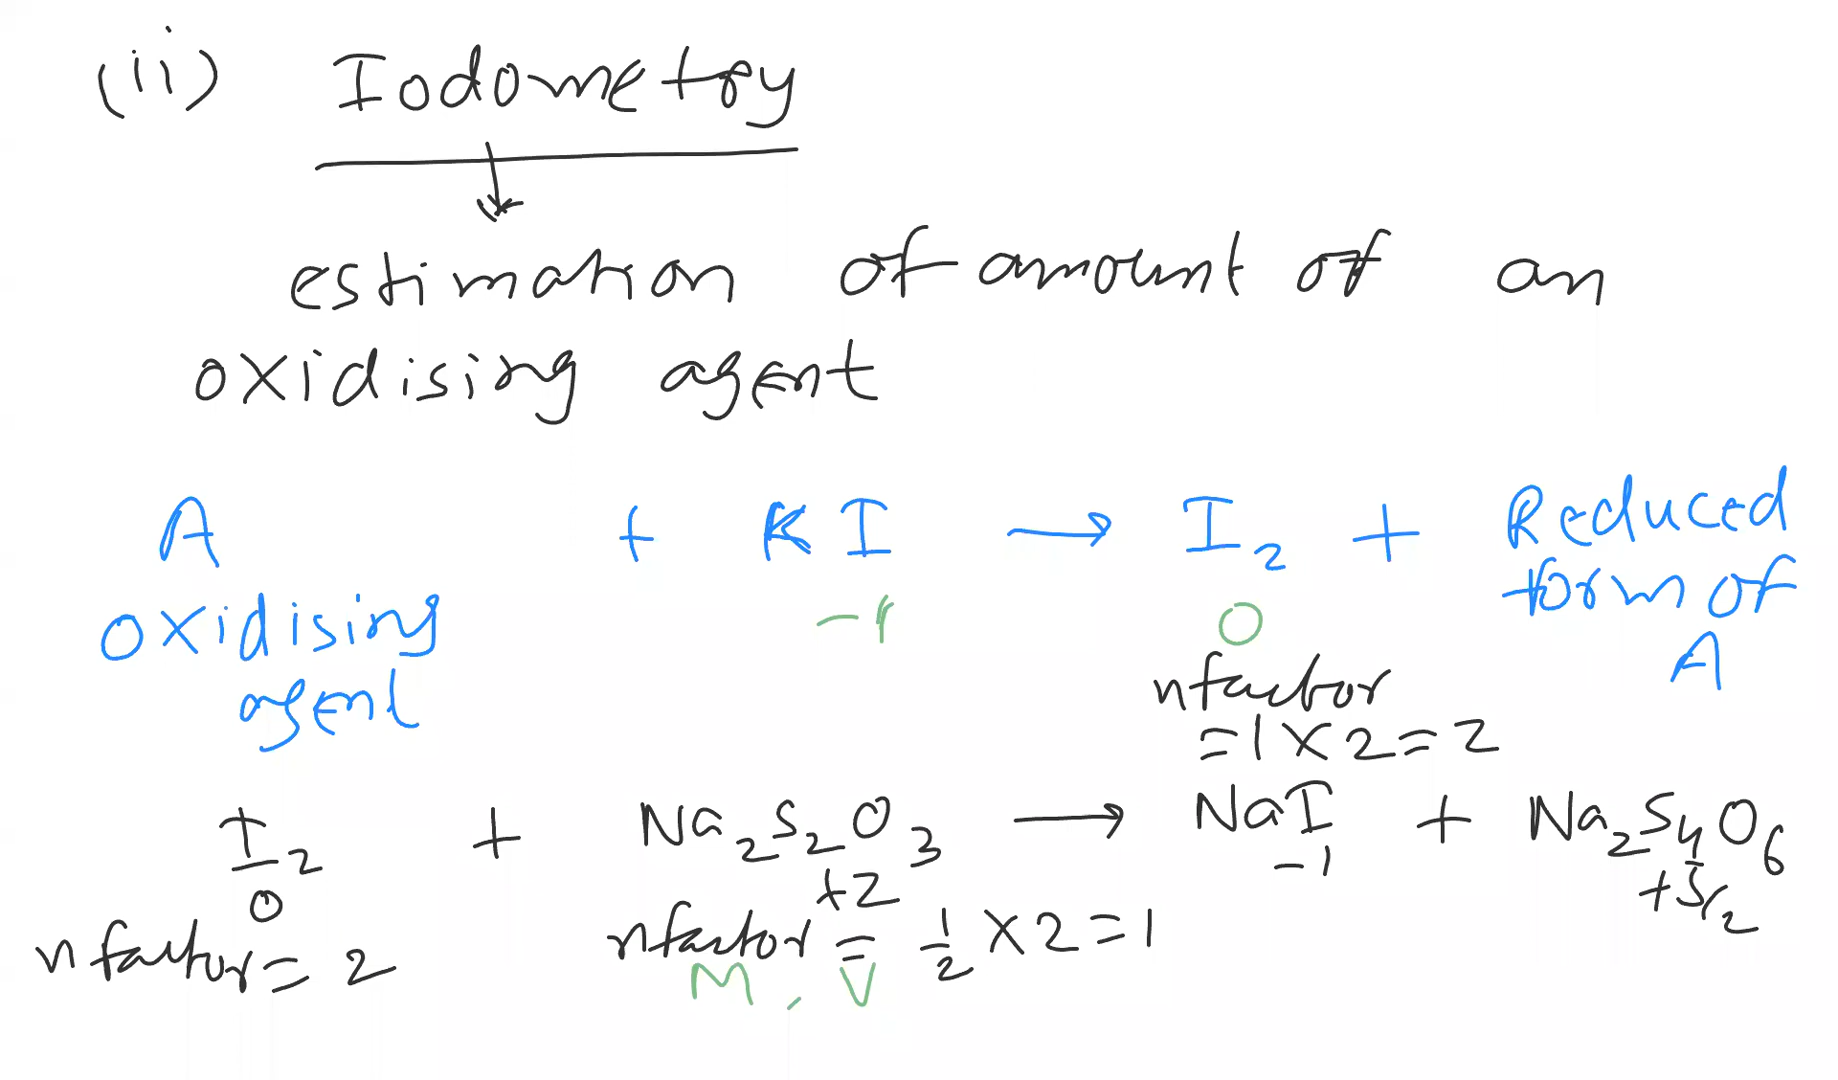 (ii) Iodometry
estimation of amount of an
oxidising agent
A + KI → I₂ + Reduced
form of
A
oxidising
agent
-1 0
nfactor
=1×2=2
I₂ + Na₂S₂O₃ → NaI + Na₂S₄O₆
0 +2 -1 +5/2
nfactor=2 nfactor = 1/2 ×2=1
M, V